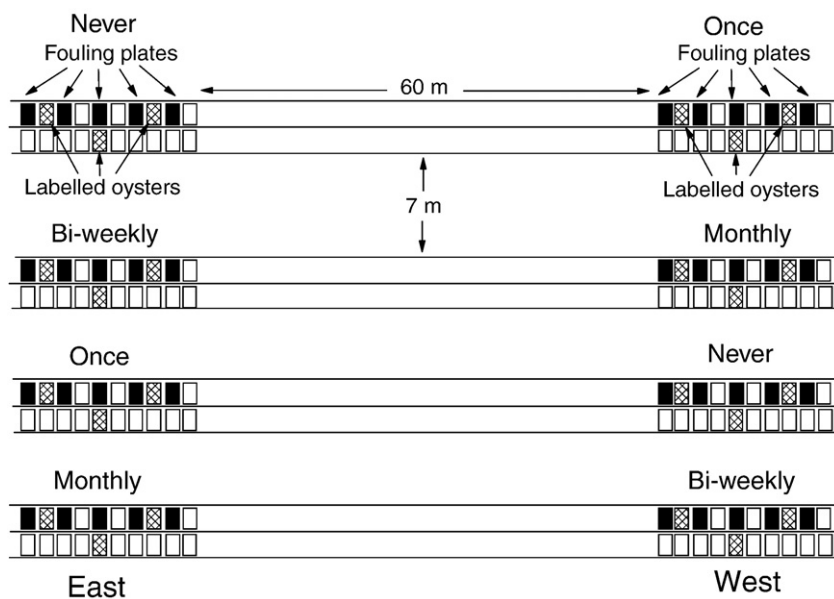 Never
Fouling plates
Once
Fouling plates
60 m
Labelled oysters
Labelled oysters
7 m
Bi-weekly
Monthly
Once
Never
Monthly
Bi-weekly
East
West